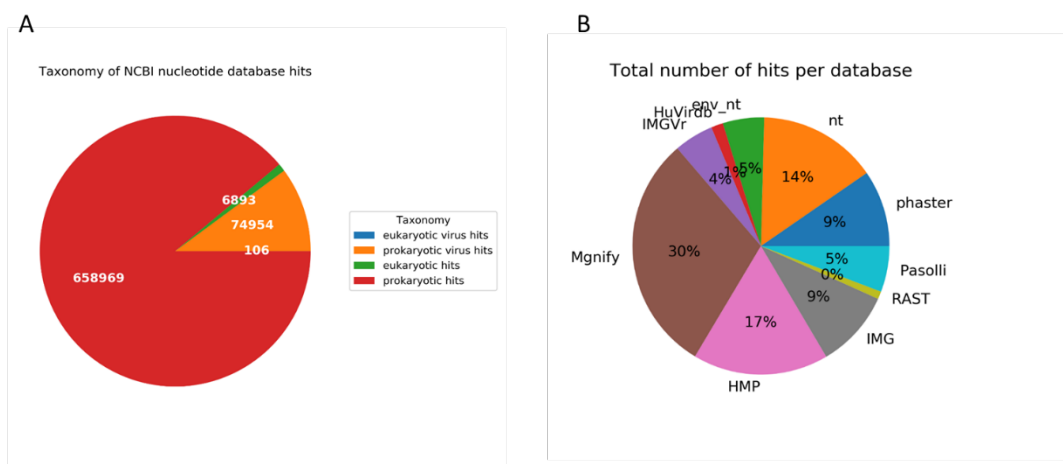 A
Taxonomy of NCBI nucleotide database hits
6893
74954
106
658969
Taxonomy
eukaryotic virus hits
prokaryotic virus hits
eukaryotic hits
prokaryotic hits
B
Total number of hits per database
env_nt
HuVirdb
IMGVr
nt
phaster
Pasolli
RAST
IMG
HMP
Mgnify
14%
5%
1%
4%
9%
30%
5%
0%
9%
17%